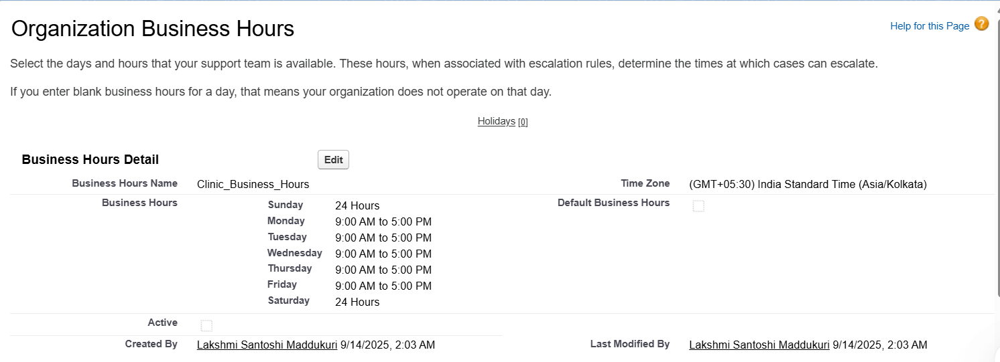 Organization Business Hours
Help for this Page ?
Select the days and hours that your support team is available. These hours, when associated with escalation rules, determine the times at which cases can escalate.
If you enter blank business hours for a day, that means your organization does not operate on that day.
Holidays [0]
Business Hours Detail Edit
Business Hours Name Clinic_Business_Hours Time Zone (GMT+05:30) India Standard Time (Asia/Kolkata)
Business Hours Sunday 24 Hours Default Business Hours
Monday 9:00 AM to 5:00 PM
Tuesday 9:00 AM to 5:00 PM
Wednesday 9:00 AM to 5:00 PM
Thursday 9:00 AM to 5:00 PM
Friday 9:00 AM to 5:00 PM
Saturday 24 Hours
Active
Created By Lakshmi Santoshi Maddukuri 9/14/2025, 2:03 AM Last Modified By Lakshmi Santoshi Maddukuri 9/14/2025, 2:03 AM